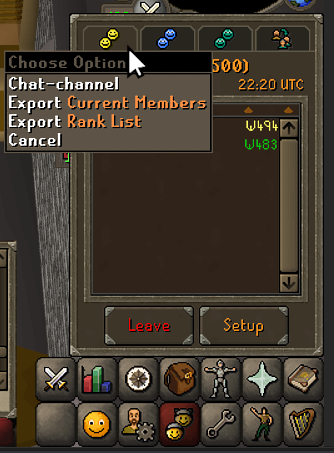 Choose Option
Chat-channel
Export Current Members
Export Rank List
Cancel
500)
22:20 UTC
W494
W483
Leave
Setup